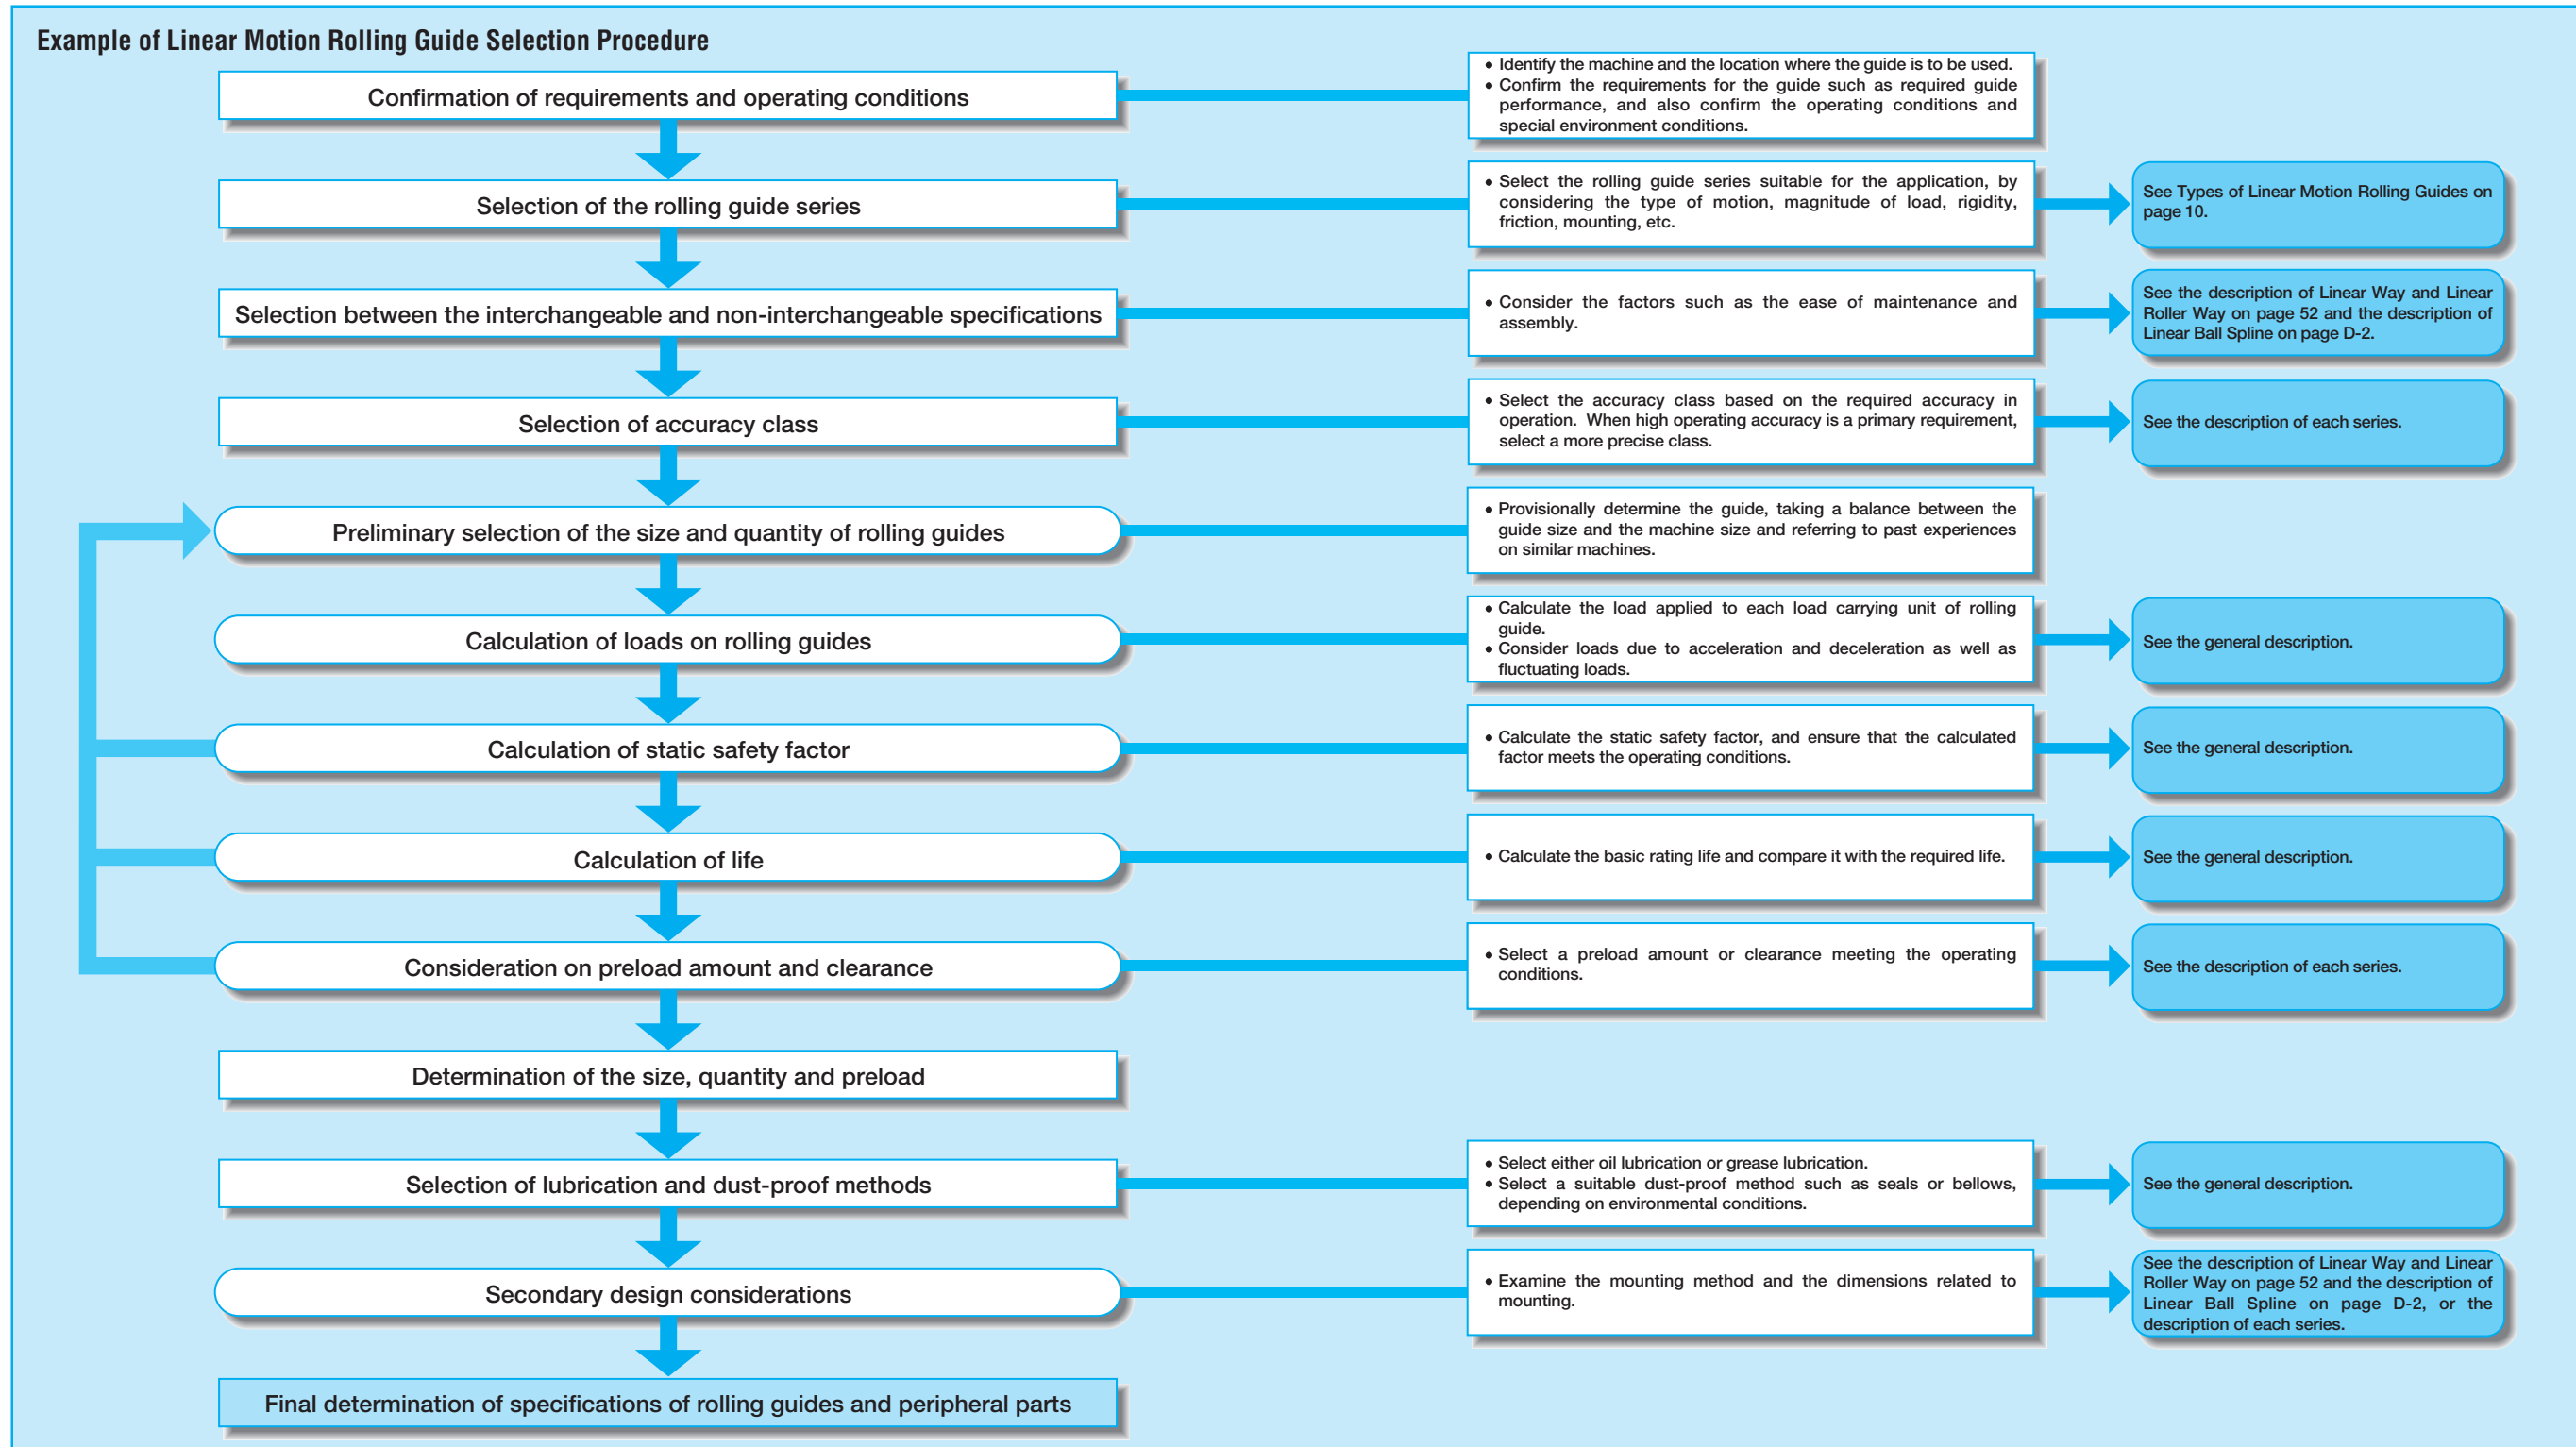 Example of Linear Motion Rolling Guide Selection Procedure
Confirmation of requirements and operating conditions
• Identify the machine and the location where the guide is to be used.
• Confirm the requirements for the guide such as required guide
performance, and also confirm the operating conditions and
special environment conditions.
Selection of the rolling guide series
• Select the rolling guide series suitable for the application, by
considering the type of motion, magnitude of load, rigidity,
friction, mounting, etc.
See Types of Linear Motion Rolling Guides on
page 10.
Selection between the interchangeable and non-interchangeable specifications
• Consider the factors such as the ease of maintenance and
assembly.
See the description of Linear Way and Linear
Roller Way on page 52 and the description of
Linear Ball Spline on page D-2.
Selection of accuracy class
• Select the accuracy class based on the required accuracy in
operation. When high operating accuracy is a primary requirement,
select a more precise class.
See the description of each series.
Preliminary selection of the size and quantity of rolling guides
• Provisionally determine the guide, taking a balance between the
guide size and the machine size and referring to past experiences
on similar machines.
Calculation of loads on rolling guides
• Calculate the load applied to each load carrying unit of rolling
guide.
• Consider loads due to acceleration and deceleration as well as
fluctuating loads.
See the general description.
Calculation of static safety factor
• Calculate the static safety factor, and ensure that the calculated
factor meets the operating conditions.
See the general description.
Calculation of life
• Calculate the basic rating life and compare it with the required life.
See the general description.
Consideration on preload amount and clearance
• Select a preload amount or clearance meeting the operating
conditions.
See the description of each series.
Determination of the size, quantity and preload
Selection of lubrication and dust-proof methods
• Select either oil lubrication or grease lubrication.
• Select a suitable dust-proof method such as seals or bellows,
depending on environmental conditions.
See the general description.
Secondary design considerations
• Examine the mounting method and the dimensions related to
mounting.
See the description of Linear Way and Linear
Roller Way on page 52 and the description of
Linear Ball Spline on page D-2, or the
description of each series.
Final determination of specifications of rolling guides and peripheral parts